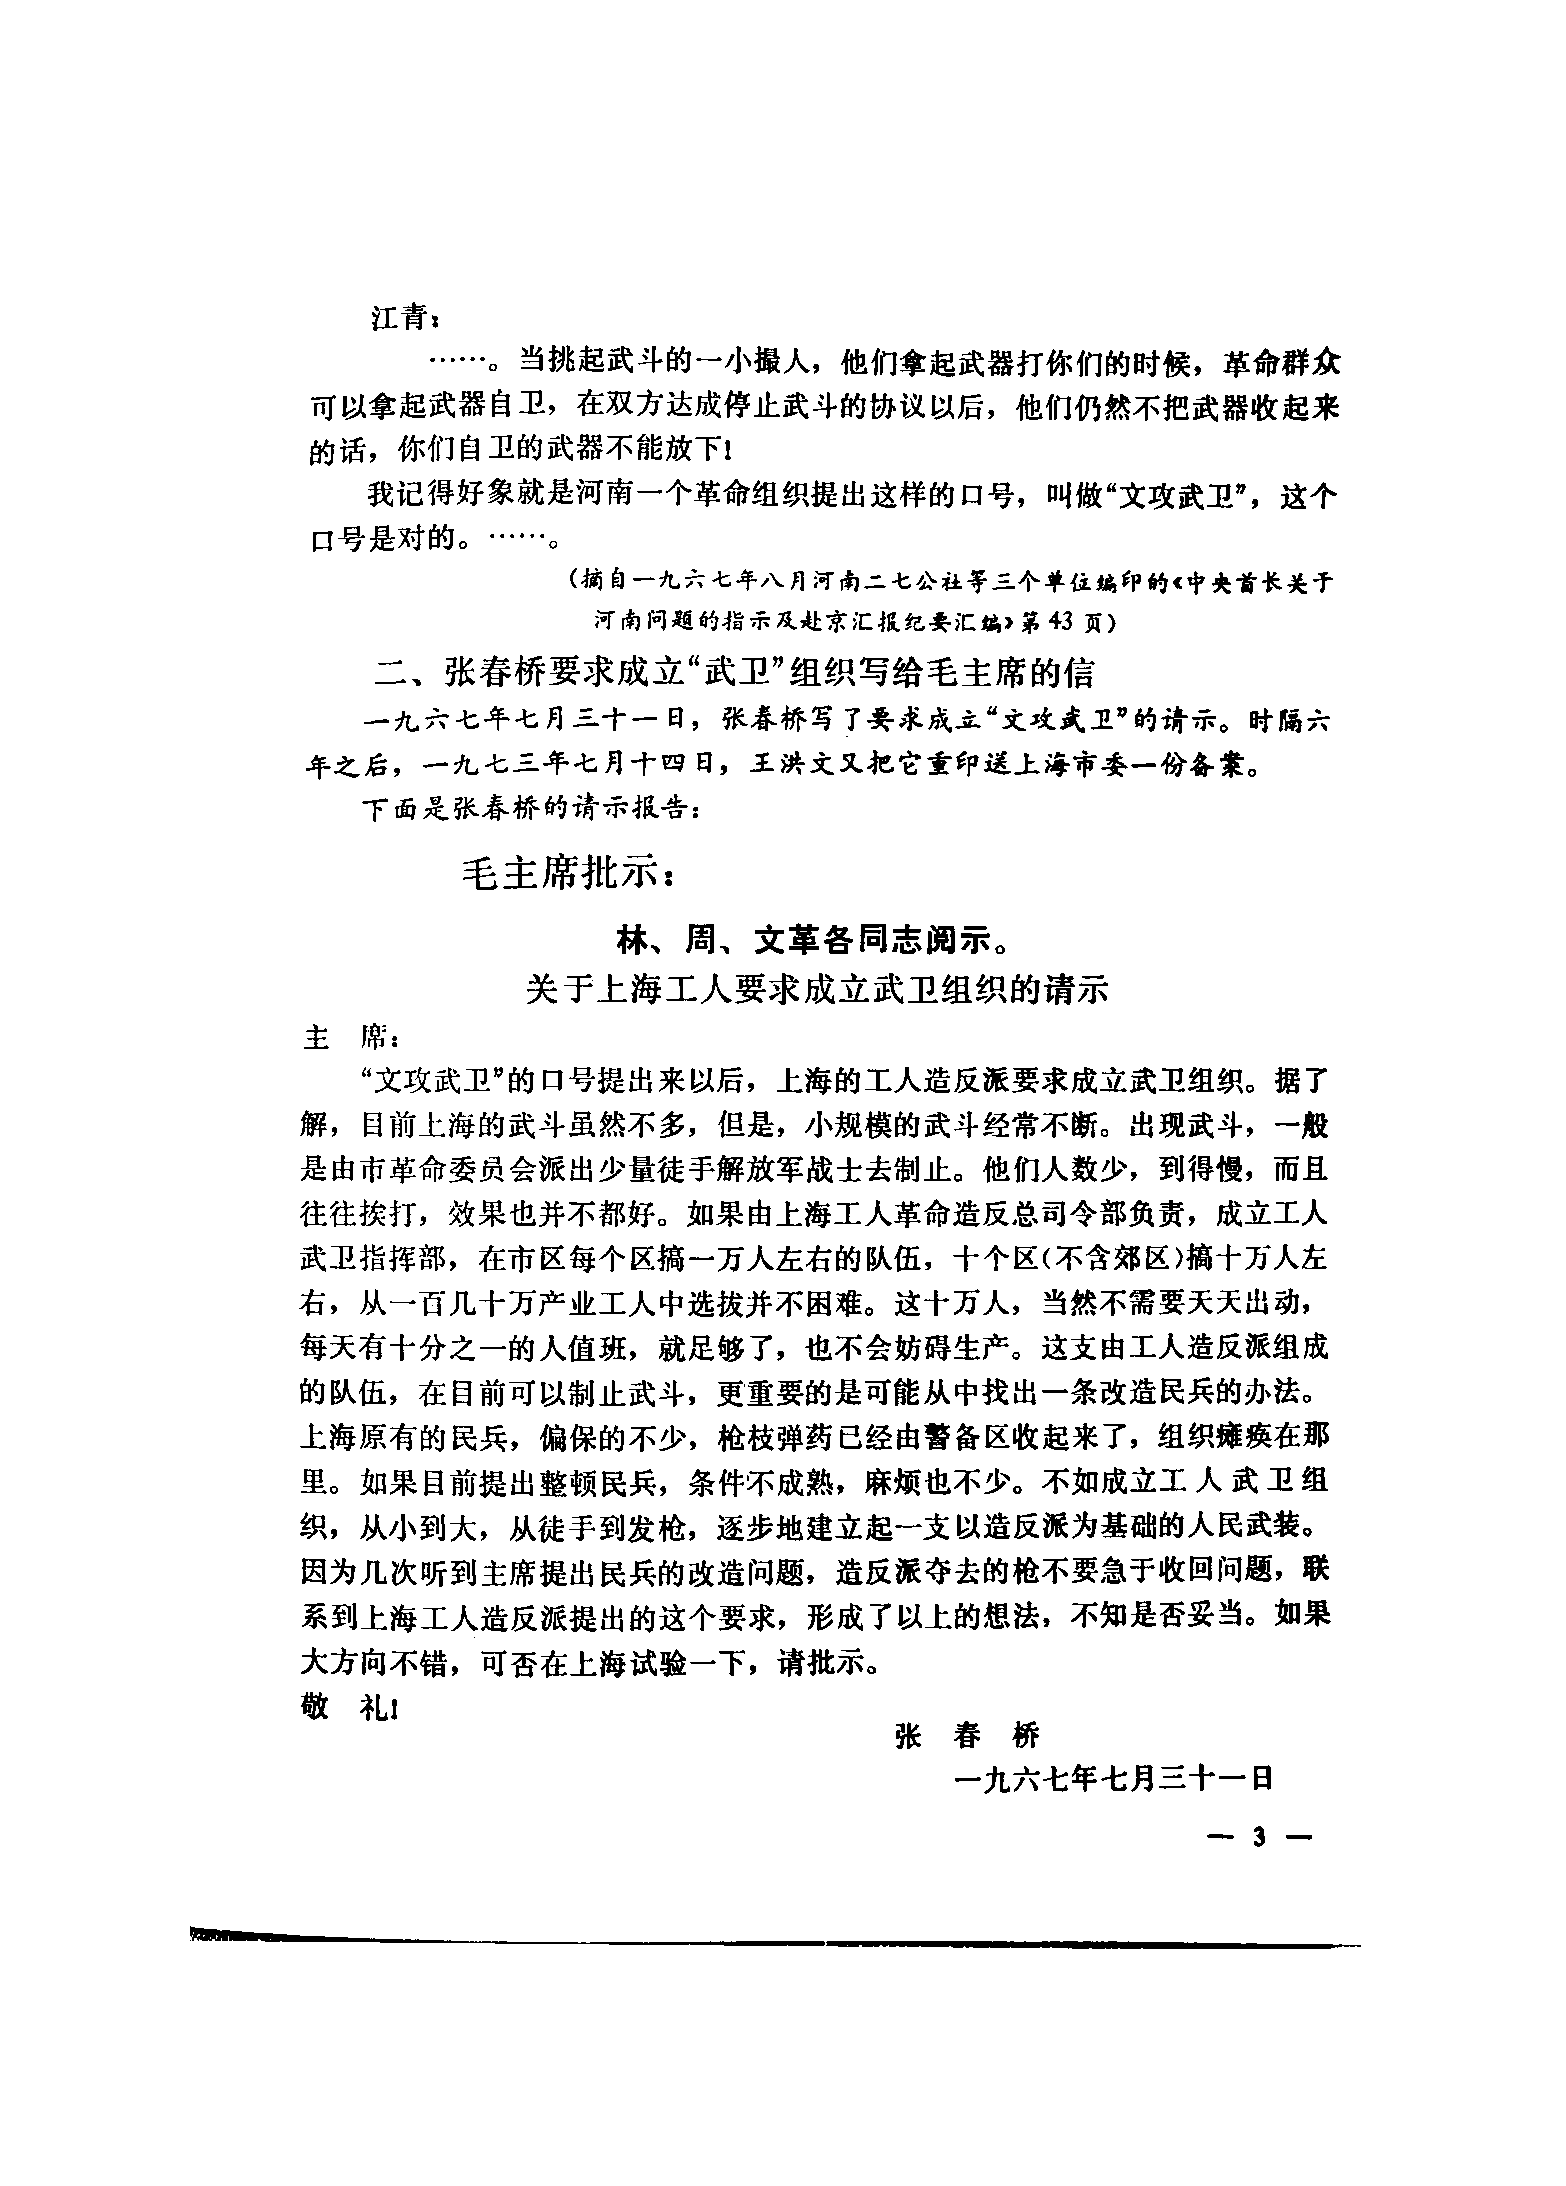 江青：
……。当挑起武斗的一小撮人，他们拿起武器打你们的时候，革命群众
可以拿起武器自卫，在双方达成停止武斗的协议以后，他们仍然不把武器收起来
的话，你们自卫的武器不能放下！
我记得好象就是河南一个革命组织提出这样的口号，叫做“文攻武卫”，这个
口号是对的。……。
（摘自一九六七年八月河南二七公社等三个单位编印的《中央首长关于
河南问题的指示及赴京汇报纪要汇编》第43页）
二、张春桥要求成立“武卫”组织写给毛主席的信
一九六七年七月三十一日，张春桥写了要求成立“文攻武卫”的请示。时隔六
年之后，一九七三年七月十四日，王洪文又把它重印送上海市委一份备案。
下面是张春桥的请示报告：
毛主席批示：
林、周、文革各同志阅示。
关于上海工人要求成立武卫组织的请示
主　席：
“文攻武卫”的口号提出来以后，上海的工人造反派要求成立武卫组织。据了
解，目前上海的武斗虽然不多，但是，小规模的武斗经常不断。出现武斗，一般
是由市革命委员会派出少量徒手解放军战士去制止。他们人数少，到得慢，而且
往往挨打，效果也并不都好。如果由上海工人革命造反总司令部负责，成立工人
武卫指挥部，在市区每个区搞一万人左右的队伍，十个区（不含郊区）搞十万人左
右，从一百几十万产业工人中选拔并不困难。这十万人，当然不需要天天出动，
每天有十分之一的人值班，就足够了，也不会妨碍生产。这支由工人造反派组成
的队伍，在目前可以制止武斗，更重要的是可能从中找出一条改造民兵的办法。
上海原有的民兵，偏保的不少，枪枝弹药已经由警备区收起来了，组织瘫痪在那
里。如果目前提出整顿民兵，条件不成熟，麻烦也不少。不如成立工人武卫组
织，从小到大，从徒手到发枪，逐步地建立起一支以造反派为基础的人民武装。
因为几次听到主席提出民兵的改造问题，造反派夺去的枪不要急于收回问题，联
系到上海工人造反派提出的这个要求，形成了以上的想法，不知是否妥当。如果
大方向不错，可否在上海试验一下，请批示。
敬　礼！
张　春　桥
一九六七年七月三十一日
— 3 —